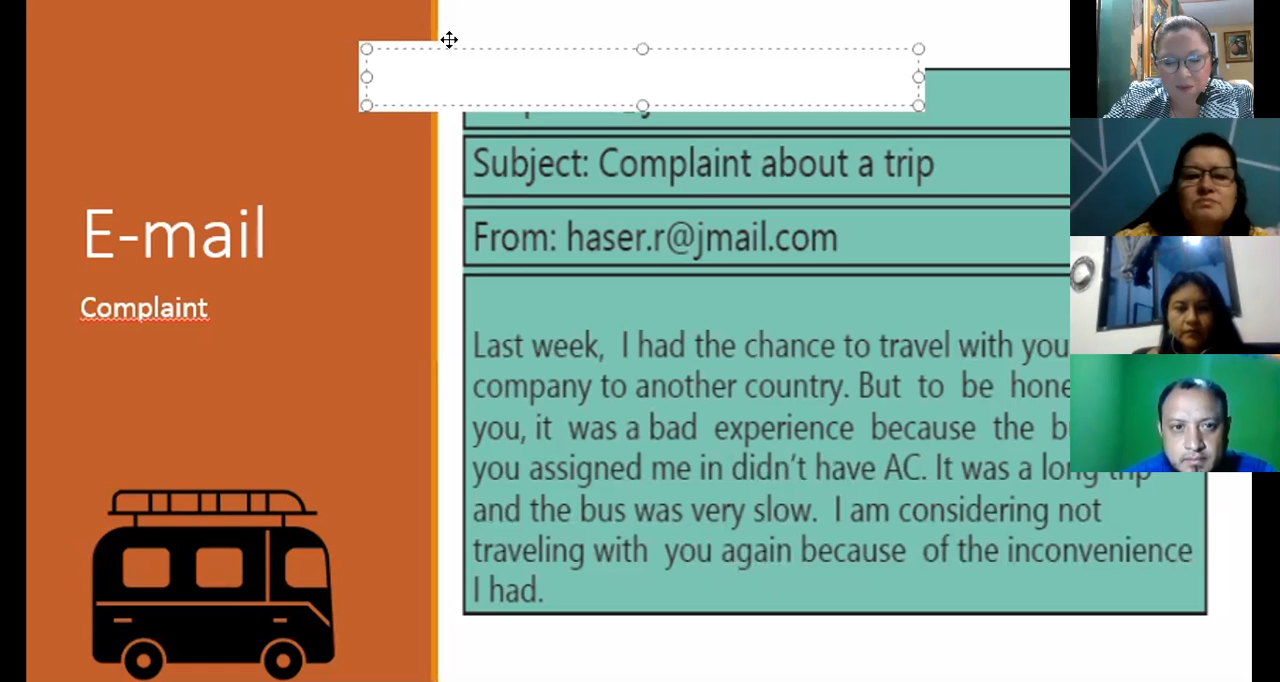 E-mail
Complaint
Subject: Complaint about a trip
From: haser.r@jmail.com
Last week, I had the chance to travel with you
company to another country. But to be
you, it was a bad experience because the
you assigned me in didn't have AC. It was a long trip
and the bus was very slow. I am considering not
traveling with you again because of the inconvenience
I had.